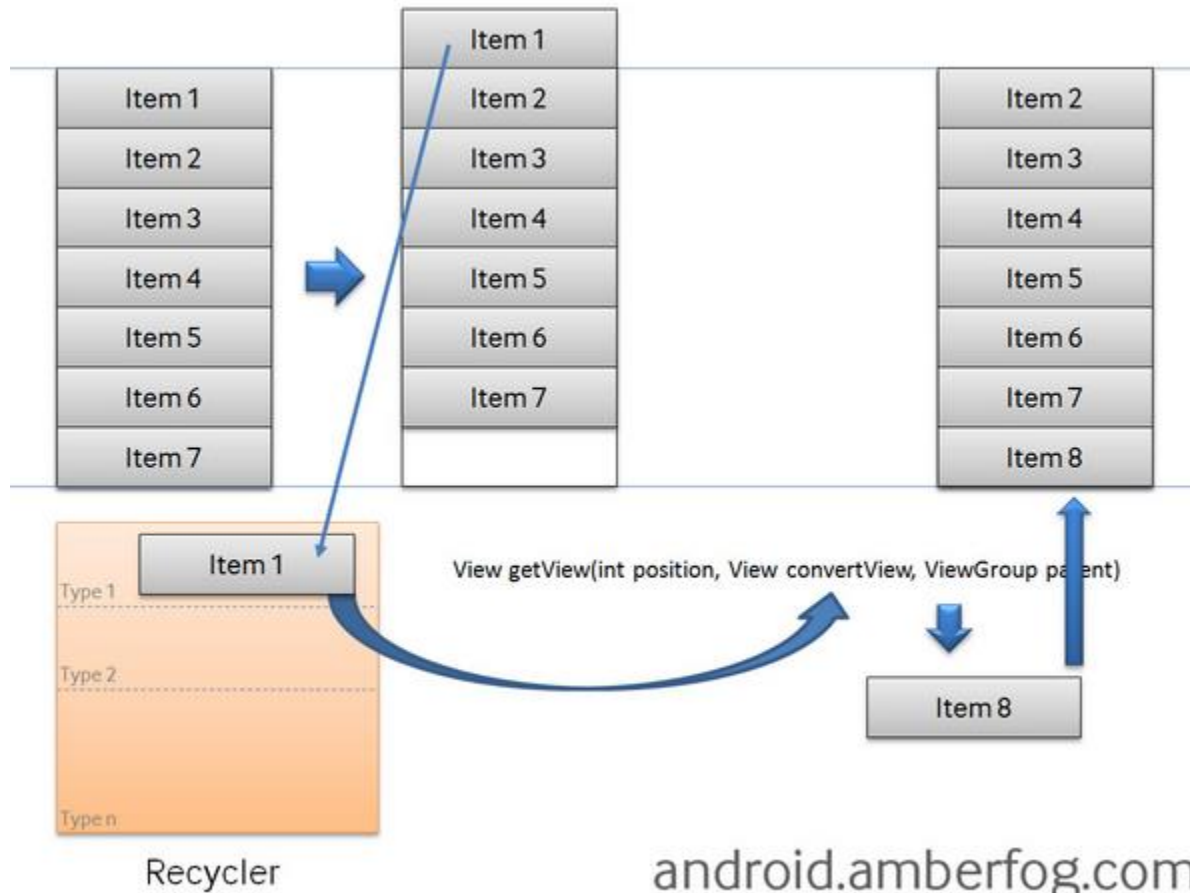 Item 1
Item 2
Item 3
Item 4
Item 5
Item 6
Item 7
Item 1
Item 2
Item 3
Item 4
Item 5
Item 6
Item 7
Item 2
Item 3
Item 4
Item 5
Item 6
Item 7
Item 8
Item 1
Type 1
Type 2
Type n
Recycler
View getView(int position, View convertView, ViewGroup parent)
Item 8
android.amberfog.com